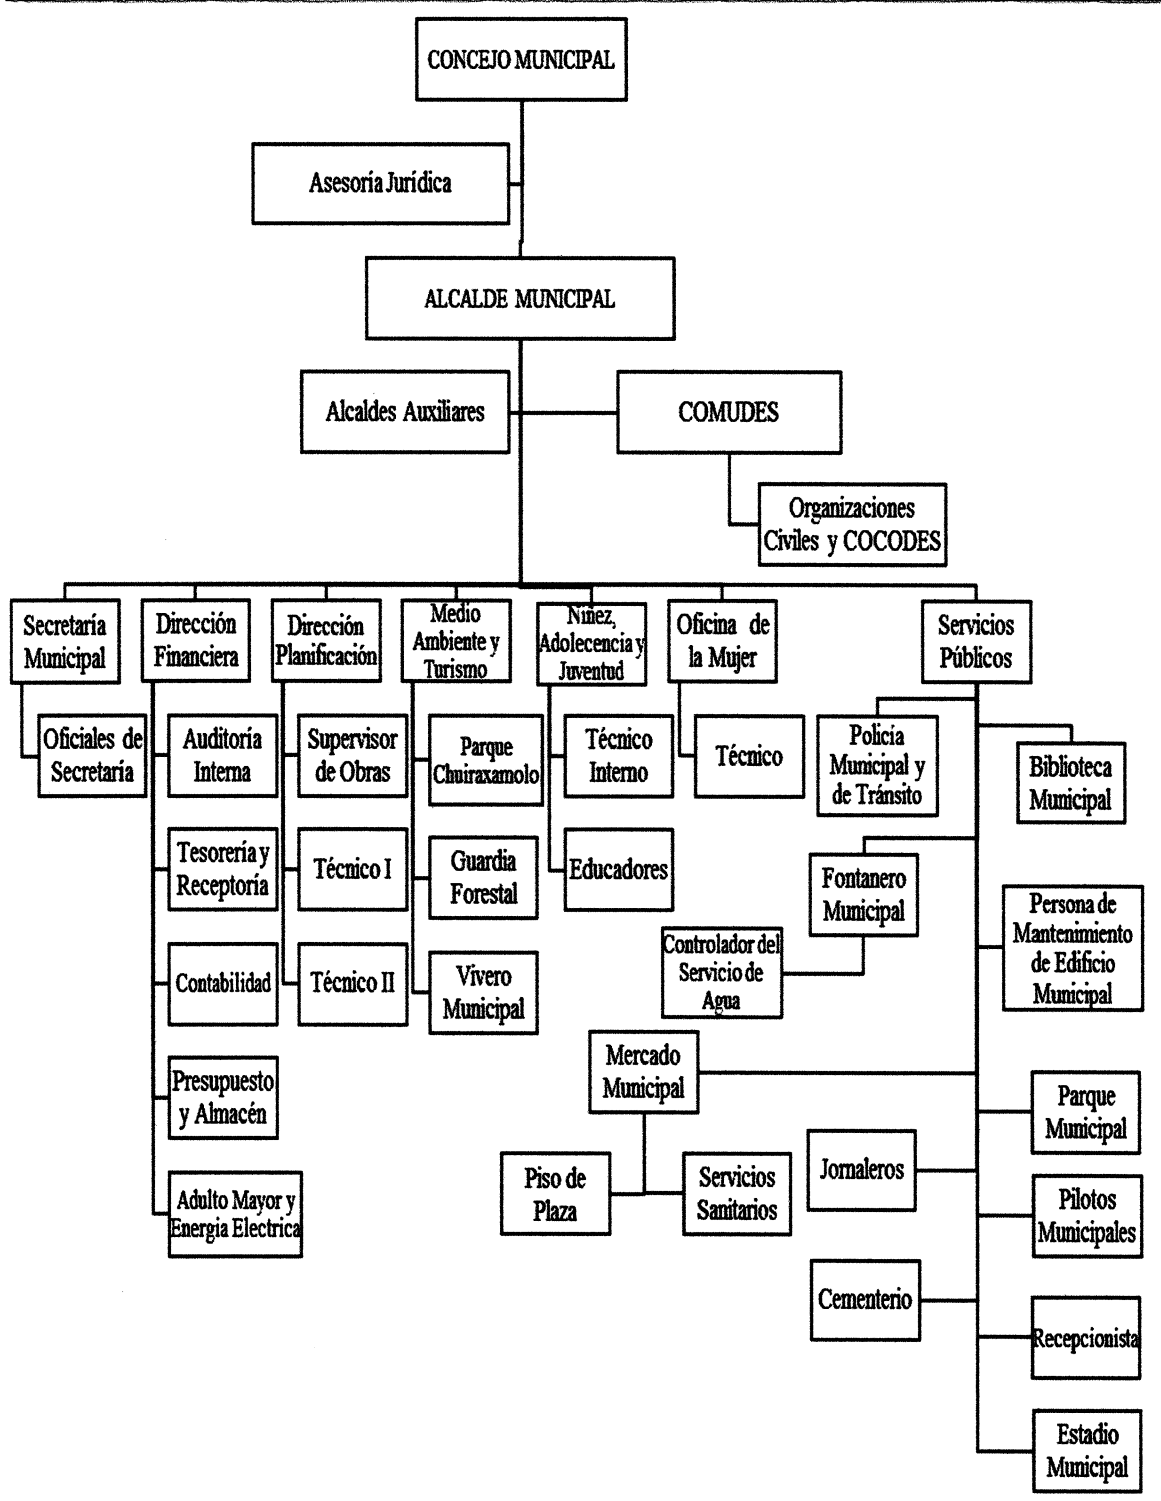 CONCEJO MUNICIPAL
Asesoría Jurídica
ALCALDE MUNICIPAL
Alcaldes Auxiliares
COMUDES
Organizaciones
Civiles y COCODES
Secretaría
Municipal
Dirección
Financiera
Dirección
Planificación
Medio
Ambiente y
Turismo
Niñez,
Adolecencia y
Juventud
Oficina de
la Mujer
Servicios
Públicos
Oficiales de
Secretaría
Auditoría
Interna
Supervisor
de Obras
Parque
Chuiraxamolo
Técnico
Interno
Técnico
Policía
Municipal y
de Tránsito
Biblioteca
Municipal
Tesorería y
Receptoría
Técnico I
Guardia
Forestal
Educadores
Fontanero
Municipal
Persona de
Mantenimiento
de Edificio
Municipal
Controlador del
Servicio de
Agua
Contabilidad
Técnico II
Vivero
Municipal
Mercado
Municipal
Presupuesto
y Almacén
Parque
Municipal
Piso de
Plaza
Servicios
Sanitarios
Jornaleros
Pilotos
Municipales
Adulto Mayor y
Energia Electrica
Cementerio
Recepcionista
Estadio
Municipal